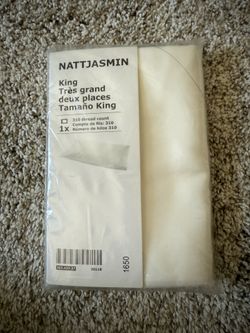 NATTJASMIN
King
Très grand
deux places
Tamaño King
1x
310 thread count
Compte de fils: 310
Número de hilos 310
1650